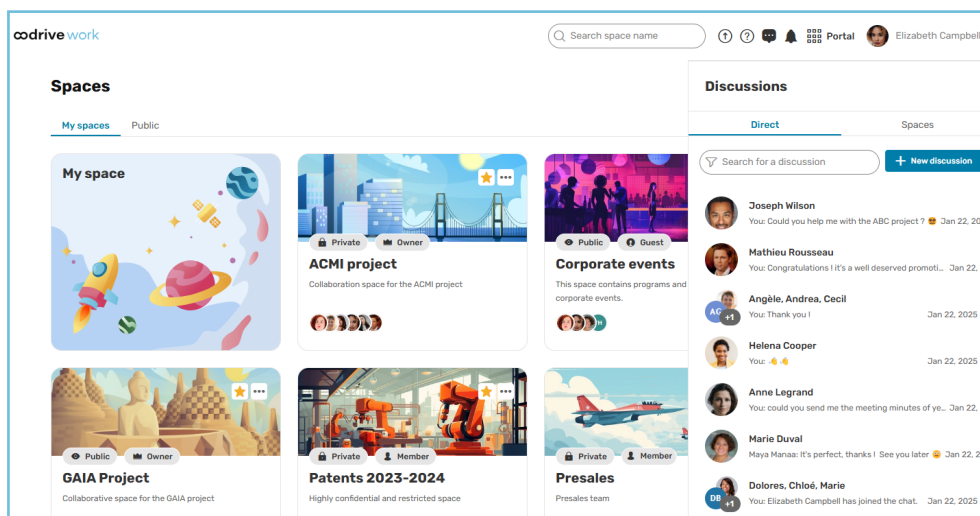 oodrive work
Search space name
Portal
Elizabeth Campbell
Spaces
My spaces Public
My space
Private Owner
ACMI project
Collaboration space for the ACMI project
Public Guest
Corporate events
This space contains programs and
corporate events.
Public Owner
GAIA Project
Collaborative space for the GAIA project
Private Member
Patents 2023-2024
Highly confidential and restricted space
Private Member
Presales
Presales team
Discussions
Direct Spaces
Search for a discussion
+ New discussion
Joseph Wilson
You: Could you help me with the ABC project ? 😎 Jan 22, 20
Mathieu Rousseau
You: Congratulations ! it's a well deserved promoti... Jan 22,
AG +1
Angèle, Andrea, Cecil
You: Thank you ! Jan 22, 2025
Helena Cooper
You: 👏👏 Jan 22, 2025
Anne Legrand
You: could you send me the meeting minutes of ye... Jan 22,
Marie Duval
Maya Manaa: It's perfect, thanks ! See you later 😀 Jan 22, 2
DB +1
Dolores, Chloé, Marie
You: Elizabeth Campbell has joined the chat. Jan 22, 2025